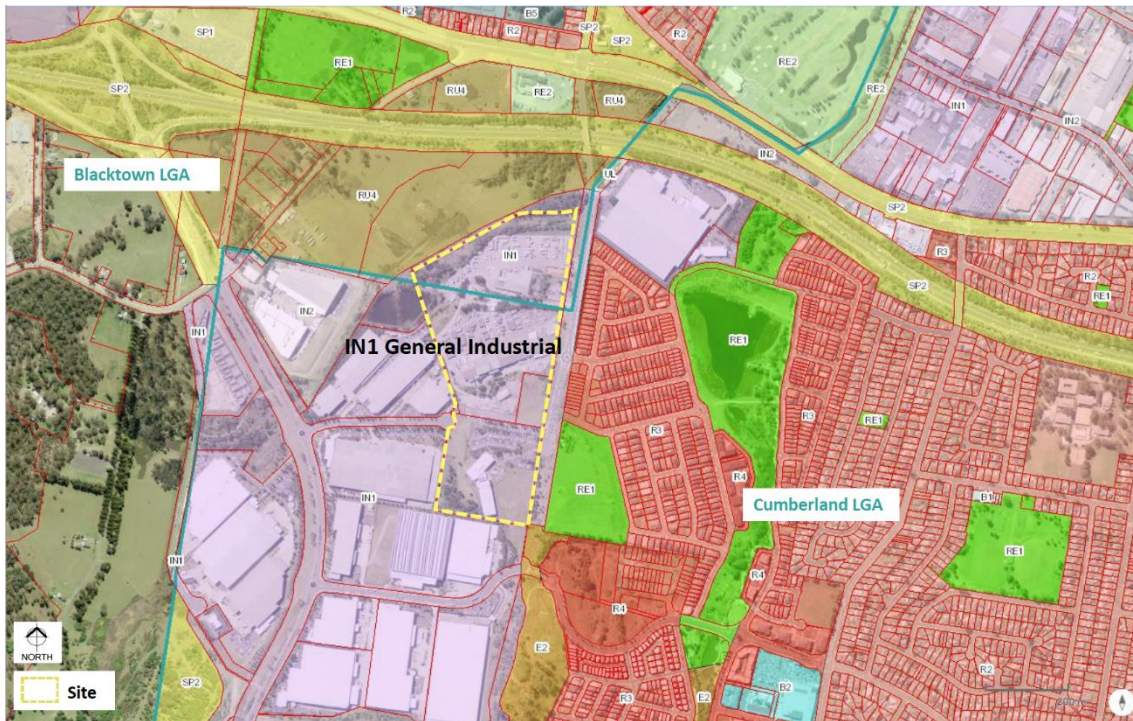 R2
B5
SP2
SP1
R2
SP2
R2
RE1
RE2
SP2
RU4
RE2
RU4
RE2
IN1
IN2
IN2
Blacktown LGA
UL
RU4
SP2
IN1
R3
R2
SP2
RE1
IN2
IN1
IN1 General Industrial
RE1
R3
RE1
R3
R4
RE1
IN1
Cumberland LGA
B1
RE1
IN1
R4
R4
NORTH
E2
R2
SP2
R3
E2
B2
Site